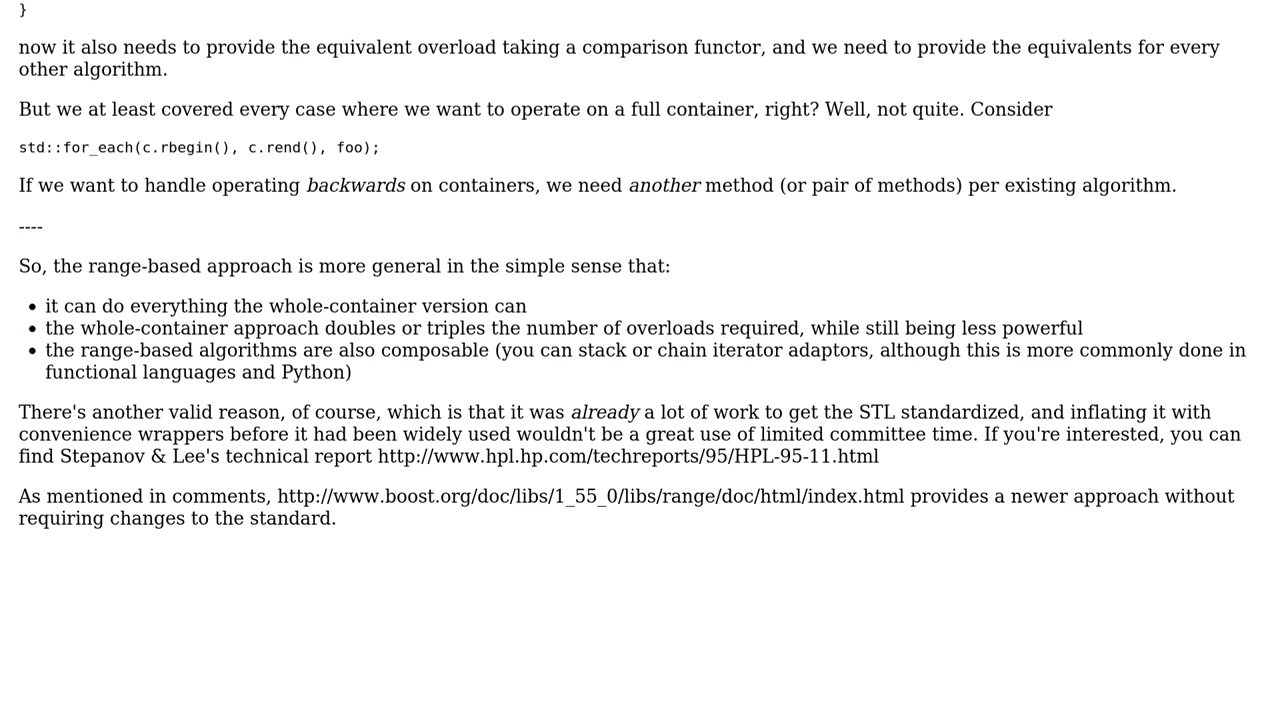 }
now it also needs to provide the equivalent overload taking a comparison functor, and we need to provide the equivalents for every
other algorithm.
But we at least covered every case where we want to operate on a full container, right? Well, not quite. Consider
std::for_each(c.rbegin(), c.rend(), foo);
If we want to handle operating backwards on containers, we need another method (or pair of methods) per existing algorithm.
----
So, the range-based approach is more general in the simple sense that:
• it can do everything the whole-container version can
• the whole-container approach doubles or triples the number of overloads required, while still being less powerful
• the range-based algorithms are also composable (you can stack or chain iterator adaptors, although this is more commonly done in
functional languages and Python)
There's another valid reason, of course, which is that it was already a lot of work to get the STL standardized, and inflating it with
convenience wrappers before it had been widely used wouldn't be a great use of limited committee time. If you're interested, you can
find Stepanov & Lee's technical report http://www.hpl.hp.com/techreports/95/HPL-95-11.html
As mentioned in comments, http://www.boost.org/doc/libs/1_55_0/libs/range/doc/html/index.html provides a newer approach without
requiring changes to the standard.